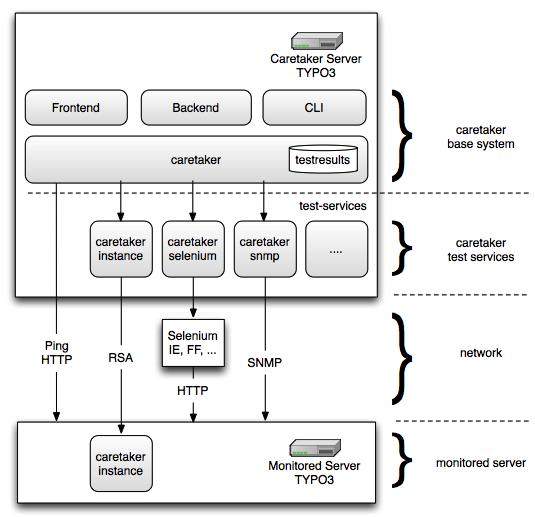 Caretaker Server
TYPO3
Frontend
Backend
CLI
caretaker
base system
caretaker
testresults
test-services
caretaker
instance
caretaker
selenium
caretaker
snmp
....
caretaker
test services
Ping
HTTP
RSA
Selenium
IE, FF, ...
HTTP
SNMP
network
caretaker
instance
Monitored Server
TYPO3
monitored server